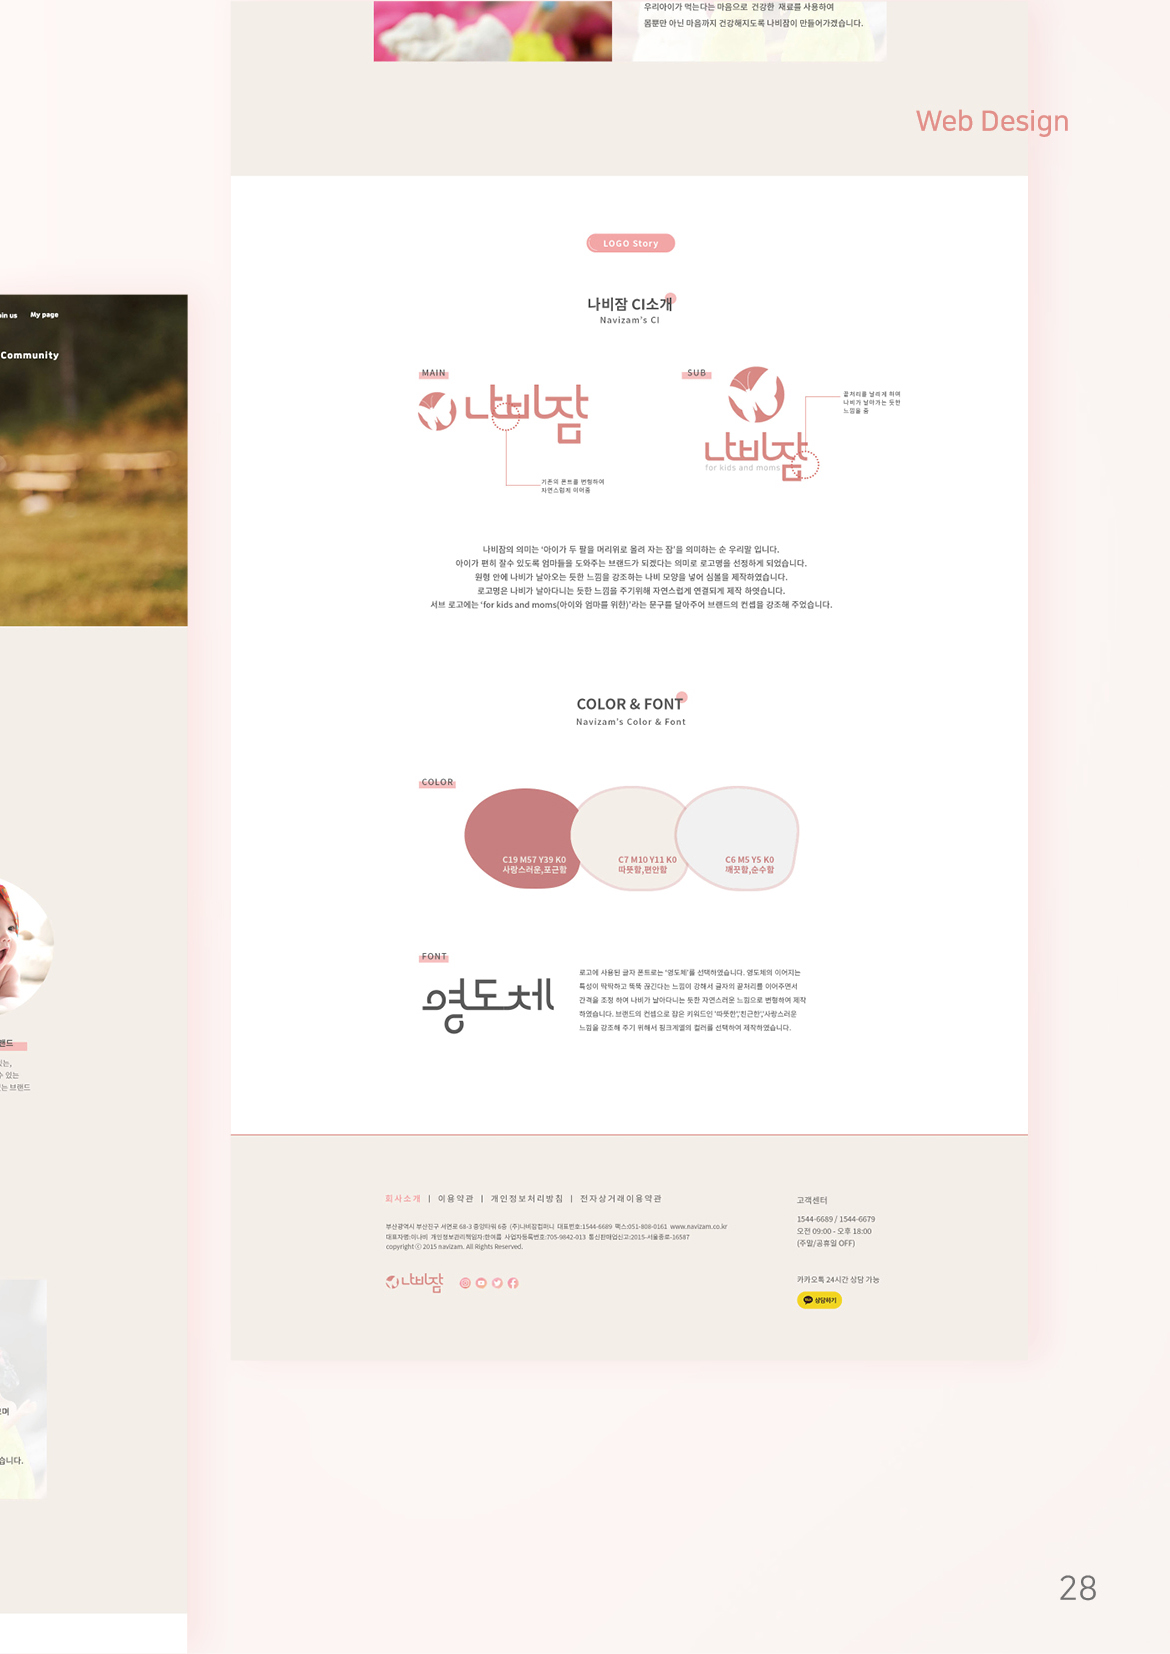 우리아이가 먹는다는 마음으로 건강한 재료를 사용하여
몸뿐만 아닌 마음까지 건강해지도록 나비잠이 만들어가겠습니다.
Web Design
LOGO Story
나비잠 CI소개
Navizam's CI
My page
Community
MAIN
나비잠
기존의 폰트를 변형하여
자연스럽게 이어줌
SUB
나비잠
for kids and moms
끝처리를 날리게 하여
나비가 날아가는 듯한
느낌을 줌
나비잠의 의미는 '아이가 두 팔을 머리위로 올려 자는 잠'을 의미하는 순 우리말 입니다.
아이가 편히 잘수 있도록 엄마들을 도와주는 브랜드가 되겠다는 의미로 로고명을 선정하게 되었습니다.
원형 안에 나비가 날아오는 듯한 느낌을 강조하는 나비 모양을 넣어 심볼을 제작하였습니다.
로고명은 나비가 날아다니는 듯한 느낌을 주기위해 자연스럽게 연결되게 제작 하엿습니다.
서브 로고에는 'for kids and moms(아이와 엄마를 위한)'라는 문구를 달아주어 브랜드의 컨셉을 강조해 주었습니다.
COLOR & FONT
Navizam's Color & Font
COLOR
C19 M57 Y39 K0
사랑스러운,포근함
C7 M10 Y11 K0
따뜻함,편안함
C6 M5 Y5 K0
깨끗함,순수함
FONT
영도체
로고에 사용된 글자 폰트로는 '영도체'를 선택하였습니다. 영도체의 이어지는
특성이 딱딱하고 뚝뚝 끊긴다는 느낌이 강해서 글자의 끝처리를 이어주면서
간격을 조정 하여 나비가 날아다니는 듯한 자연스러운 느낌으로 변형하여 제작
하였습니다. 브랜드의 컨셉으로 잡은 키워드인 '따뜻한','친근한','사랑스러운
느낌을 강조해 주기 위해서 핑크계열의 컬러를 선택하여 제작하였습니다.
수 있는
는 브랜드
습니다.
회사소개 | 이용약관 | 개인정보처리방침 | 전자상거래이용약관
부산광역시 부산진구 서면로 68-3 중앙타워 6층 (주)나비잠컴퍼니 대표번호:1544-6689 팩스:051-808-0161 www.navizam.co.kr
대표자명:이나비 개인정보관리책임자:한여름 사업자등록번호:705-9842-013 통신판매업신고:2015-서울종로-16587
copyright ⓒ 2015 navizam. All Rights Reserved.
나비잠
고객센터
1544-6689 / 1544-6679
오전 09:00 - 오후 18:00
(주말/공휴일 OFF)
카카오톡 24시간 상담 가능
상담하기
28